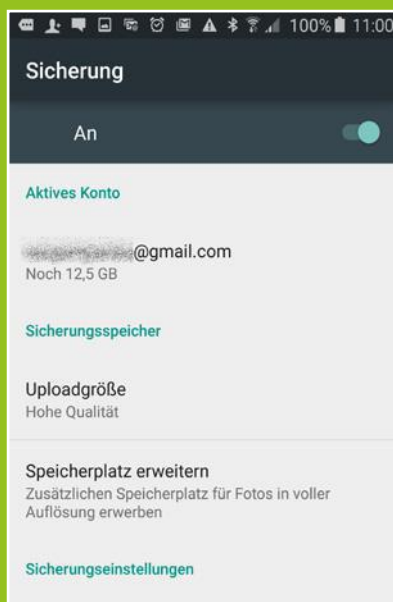 100% 11:00
Sicherung
An
Aktives Konto
@gmail.com
Noch 12,5 GB
Sicherungsspeicher
Uploadgröße
Hohe Qualität
Speicherplatz erweitern
Zusätzlichen Speicherplatz für Fotos in voller
Auflösung erwerben
Sicherungseinstellungen